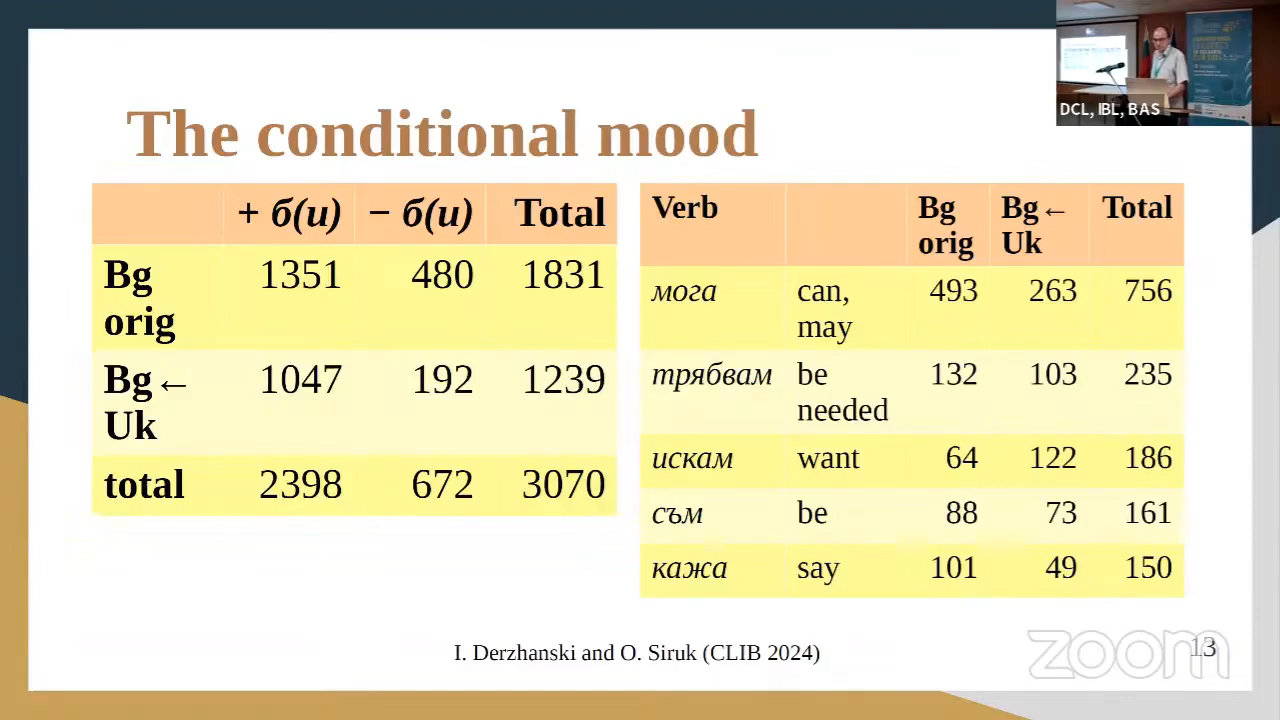 DCL, IBL, BAS
The conditional mood
+ б(и) − б(и) Total
Bg orig 1351 480 1831
Bg← Uk 1047 192 1239
total 2398 672 3070
Verb Bg orig Bg← Uk Total
мога can, may 493 263 756
трябвам be needed 132 103 235
искам want 64 122 186
съм be 88 73 161
кажа say 101 49 150
I. Derzhanski and O. Siruk (CLIB 2024)
zoom
13